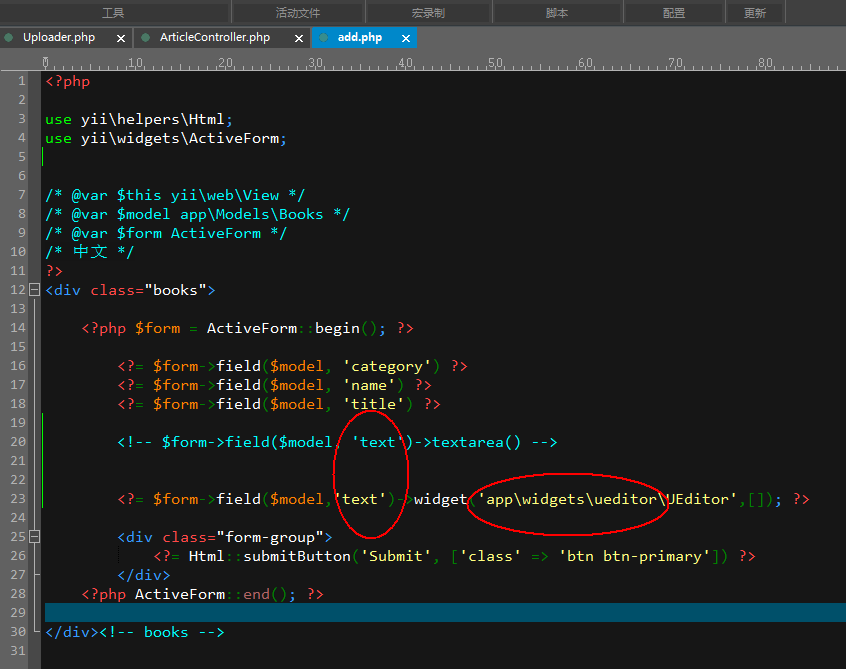 工具 活动文件 宏录制 脚本 配置 更新
Uploader.php × ArticleController.php × add.php ×
0 10 20 30 40 50 60 70 80
1 <?php
2
3 use yii\helpers\Html;
4 use yii\widgets\ActiveForm;
5
6
7 /* @var $this yii\web\View */
8 /* @var $model app\Models\Books */
9 /* @var $form ActiveForm */
10 /* 中文 */
11 ?>
12 <div class="books">
13
14 <?php $form = ActiveForm::begin(); ?>
15
16 <?= $form->field($model, 'category') ?>
17 <?= $form->field($model, 'name') ?>
18 <?= $form->field($model, 'title') ?>
19
20 <!-- $form->field($model, 'text')->textarea() -->
21
22
23 <?= $form->field($model,'text')->widget('app\widgets\ueditor\UEditor',[]); ?>
24
25 <div class="form-group">
26 <?= Html::submitButton('Submit', ['class' => 'btn btn-primary']) ?>
27 </div>
28 <?php ActiveForm::end(); ?>
29
30 </div><!-- books -->
31